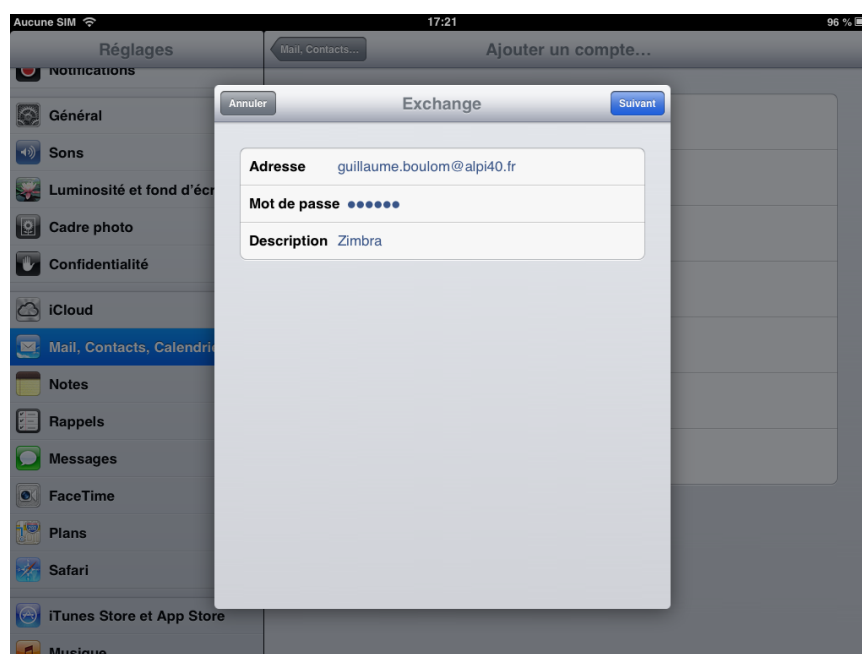 Aucune SIM 17:21 96 %
Réglages
Mail, Contacts...
Ajouter un compte...
Notifications
Annuler
Exchange
Suivant
Général
Sons
Luminosité et fond d'écr
Cadre photo
Confidentialité
iCloud
Mail, Contacts, Calendrie
Notes
Rappels
Messages
FaceTime
Plans
Safari
iTunes Store et App Store
Musique
Adresse guillaume.boulom@alpi40.fr
Mot de passe ●●●●●●
Description Zimbra